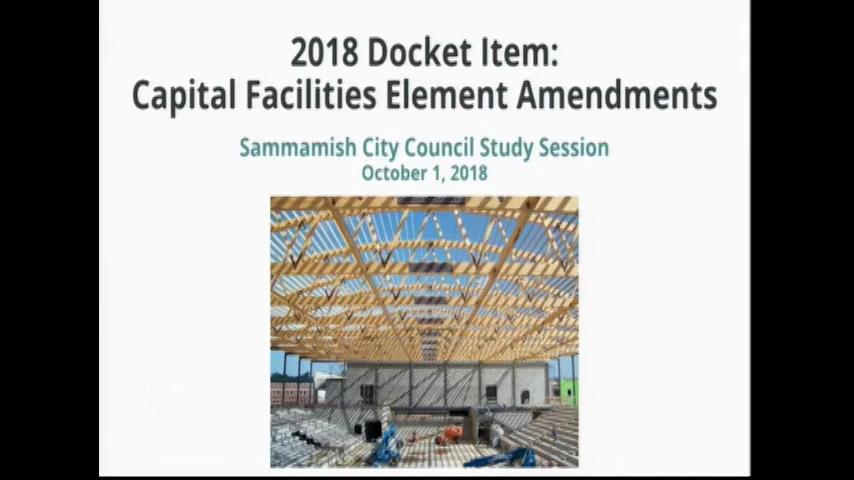 2018 Docket Item:
Capital Facilities Element Amendments
Sammamish City Council Study Session
October 1, 2018